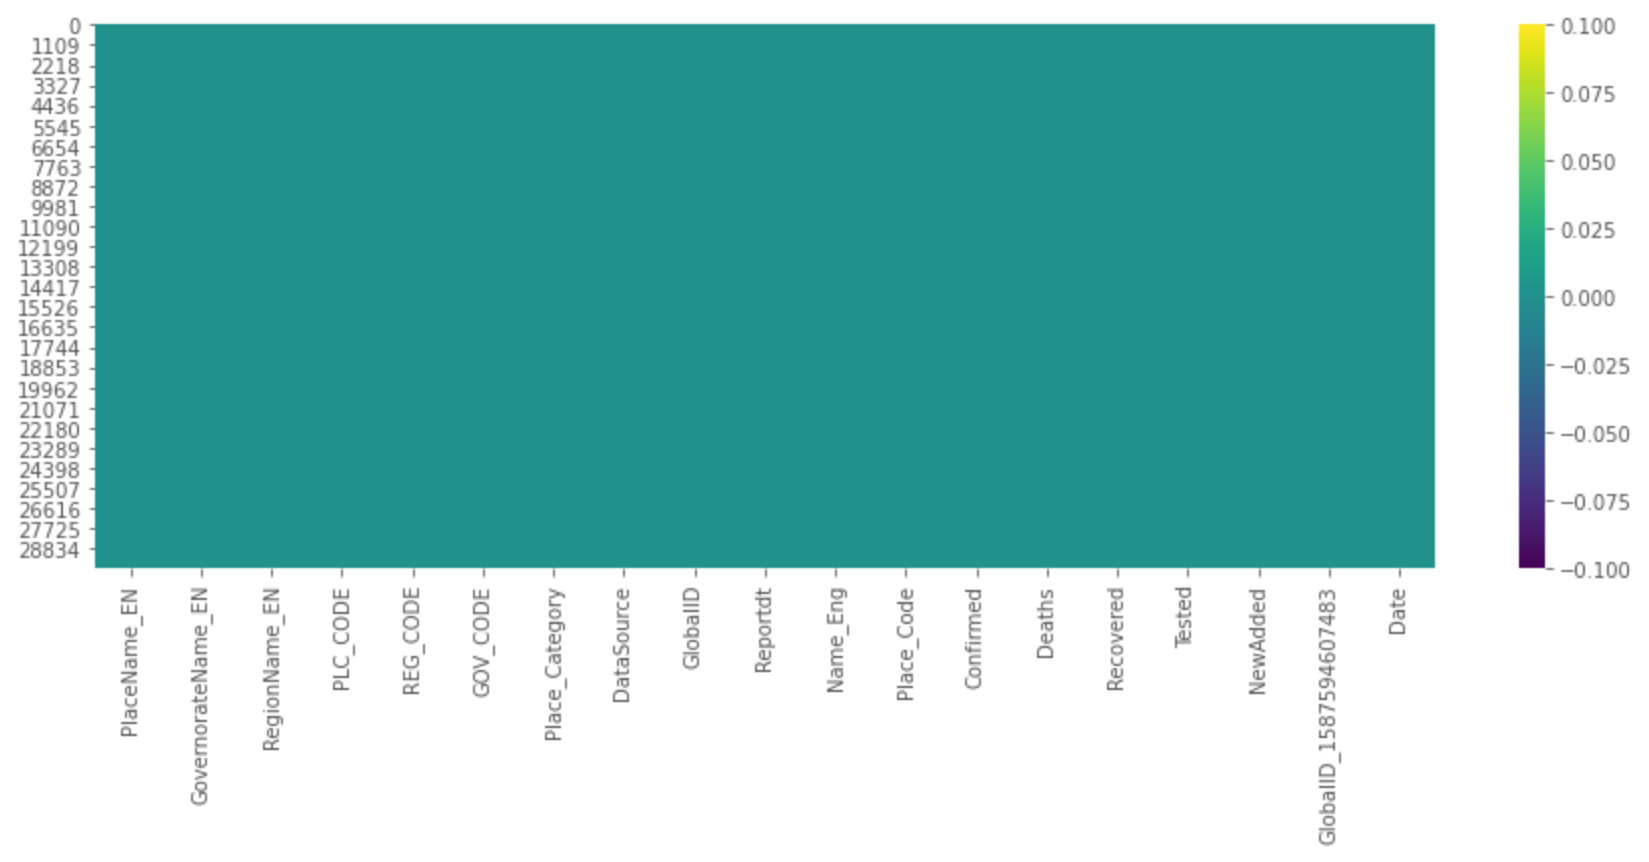 0
1109
2218
3327
4436
5545
6654
7763
8872
9981
11090
12199
13308
14417
15526
16635
17744
18853
19962
21071
22180
23289
24398
25507
26616
27725
28834
PlaceName_EN
GovernorateName_EN
RegionName_EN
PLC_CODE
REG_CODE
GOV_CODE
Place_Category
DataSource
GlobalID
Reportdt
Name_Eng
Place_Code
Confirmed
Deaths
Recovered
Tested
NewAdded
GlobalID_1587594607483
Date
0.100
0.075
0.050
0.025
0.000
−0.025
−0.050
−0.075
−0.100